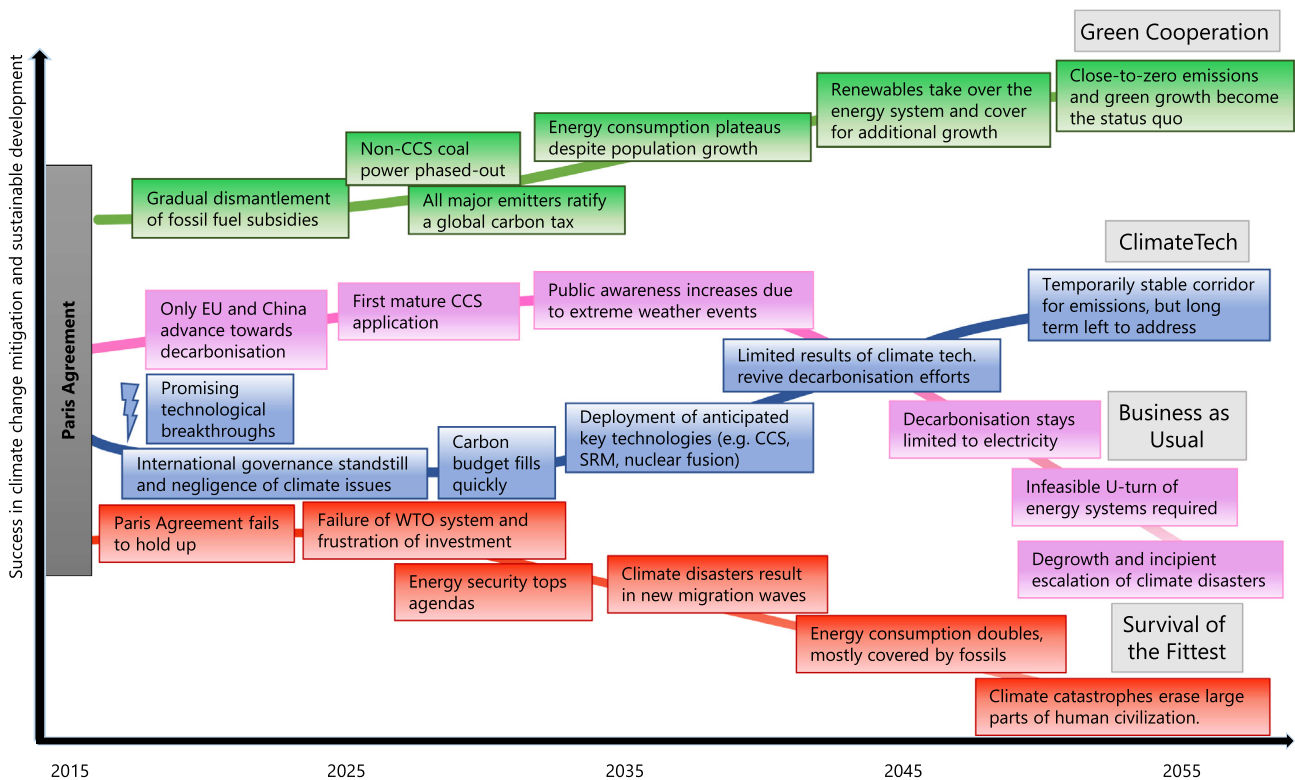 Green Cooperation
Close-to-zero emissions
and green growth become
the status quo
Renewables take over the
energy system and cover
for additional growth
Energy consumption plateaus
despite population growth
Non-CCS coal
power phased-out
Gradual dismantlement
of fossil fuel subsidies
All major emitters ratify
a global carbon tax
Success in climate change mitigation and sustainable development
Paris Agreement
ClimateTech
Temporarily stable corridor
for emissions, but long
term left to address
Only EU and China
advance towards
decarbonisation
First mature CCS
application
Public awareness increases due
to extreme weather events
Limited results of climate tech.
revive decarbonisation efforts
Promising
technological
breakthroughs
International governance standstill
and negligence of climate issues
Carbon
budget fills
quickly
Deployment of anticipated
key technologies (e.g. CCS,
SRM, nuclear fusion)
Decarbonisation stays
limited to electricity
Business as
Usual
Infeasible U-turn of
energy systems required
Degrowth and incipient
escalation of climate disasters
Paris Agreement fails
to hold up
Failure of WTO system and
frustration of investment
Energy security tops
agendas
Climate disasters result
in new migration waves
Energy consumption doubles,
mostly covered by fossils
Survival of
the Fittest
Climate catastrophes erase large
parts of human civilization.
2015
2025
2035
2045
2055